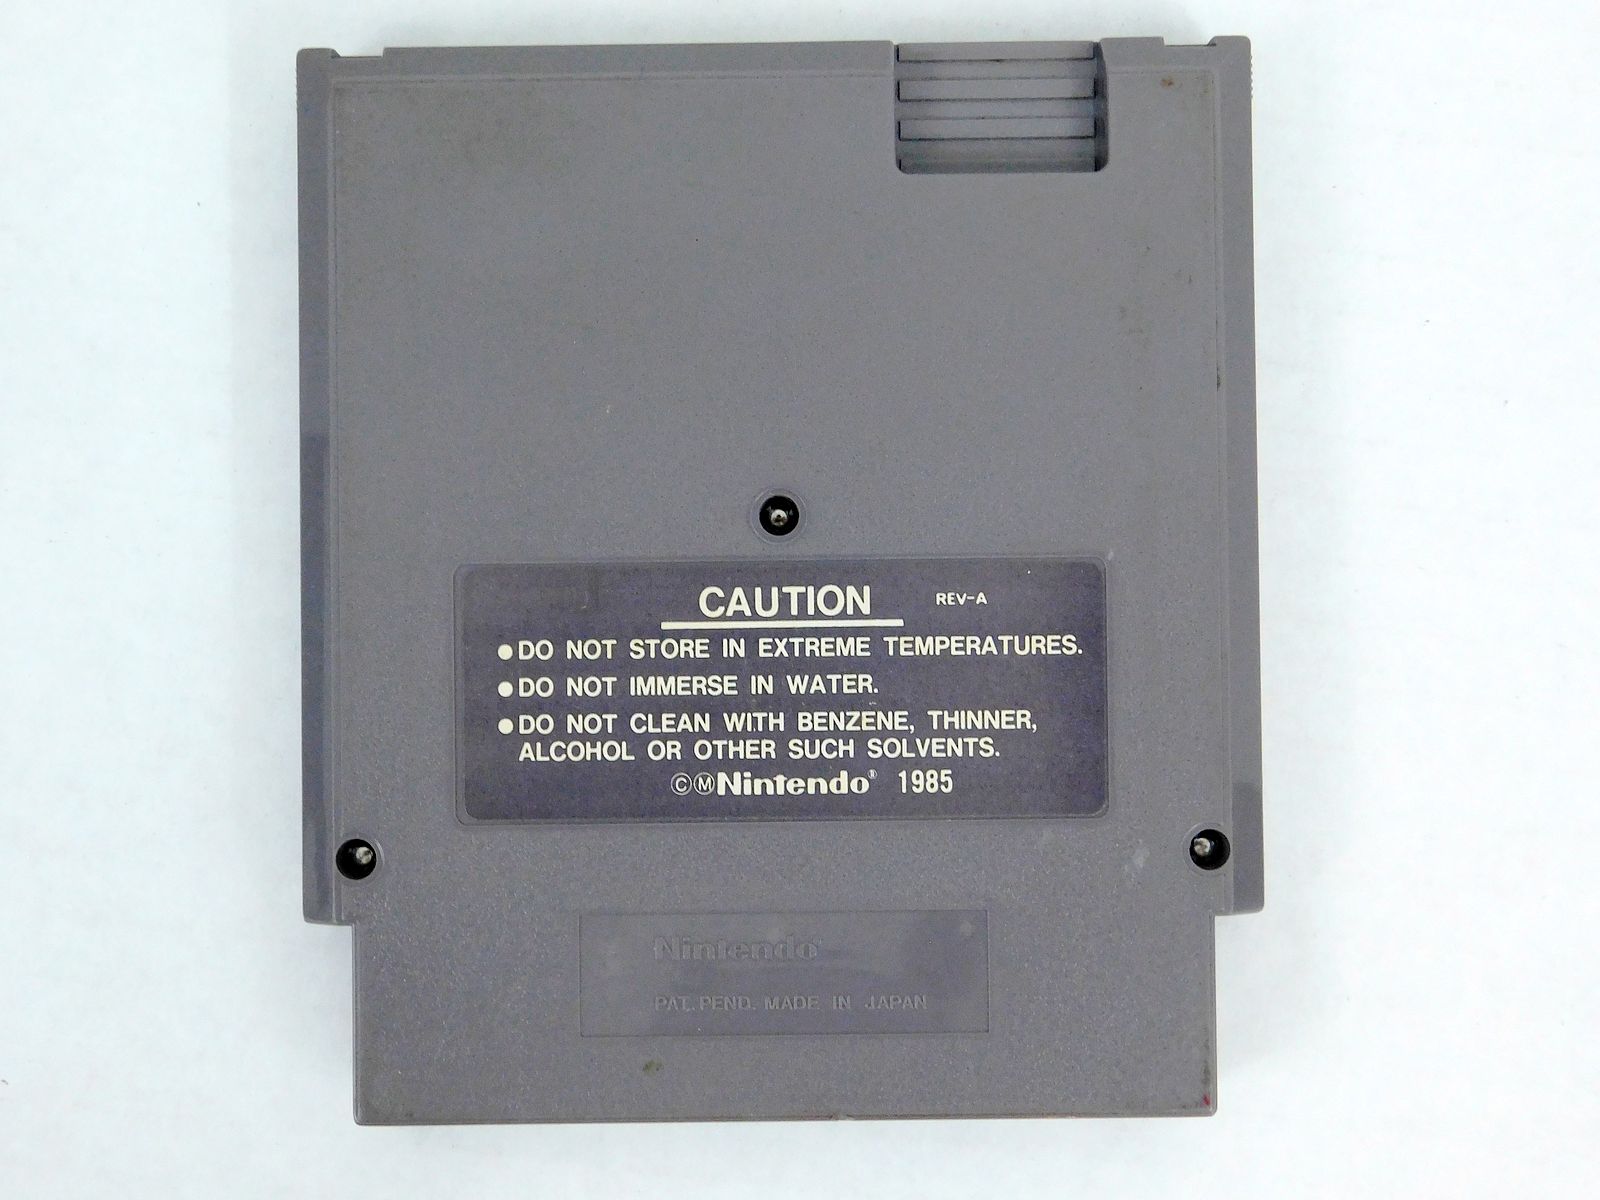 CAUTION REV-A
●DO NOT STORE IN EXTREME TEMPERATURES.
●DO NOT IMMERSE IN WATER.
●DO NOT CLEAN WITH BENZENE, THINNER,
ALCOHOL OR OTHER SUCH SOLVENTS.
©ⓂNintendo® 1985
Nintendo®
PAT. PEND. MADE IN JAPAN